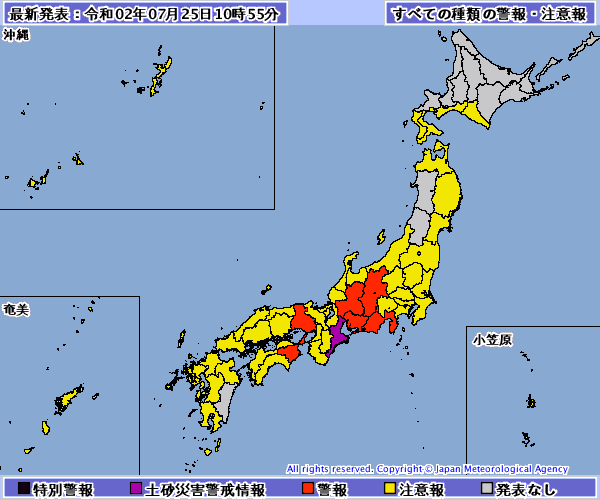 最新発表：令和02年07月25日10時55分
すべての種類の警報・注意報
沖縄
奄美
小笠原
All rights reserved. Copyright © Japan Meteorological Agency
特別警報 土砂災害警戒情報 警報 注意報 発表なし